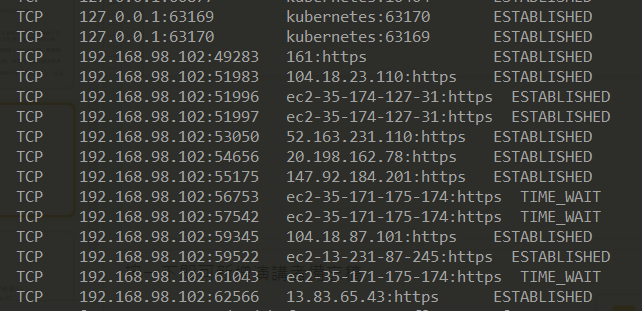 TCP 127.0.0.1:63169 kubernetes:63170 ESTABLISHED
TCP 127.0.0.1:63170 kubernetes:63169 ESTABLISHED
TCP 192.168.98.102:49283 161:https ESTABLISHED
TCP 192.168.98.102:51983 104.18.23.110:https ESTABLISHED
TCP 192.168.98.102:51996 ec2-35-174-127-31:https ESTABLISHED
TCP 192.168.98.102:51997 ec2-35-174-127-31:https ESTABLISHED
TCP 192.168.98.102:53050 52.163.231.110:https ESTABLISHED
TCP 192.168.98.102:54656 20.198.162.78:https ESTABLISHED
TCP 192.168.98.102:55175 147.92.184.201:https ESTABLISHED
TCP 192.168.98.102:56753 ec2-35-171-175-174:https TIME_WAIT
TCP 192.168.98.102:57542 ec2-35-171-175-174:https TIME_WAIT
TCP 192.168.98.102:59345 104.18.87.101:https ESTABLISHED
TCP 192.168.98.102:59522 ec2-13-231-87-245:https ESTABLISHED
TCP 192.168.98.102:61043 ec2-35-171-175-174:https TIME_WAIT
TCP 192.168.98.102:62566 13.83.65.43:https ESTABLISHED